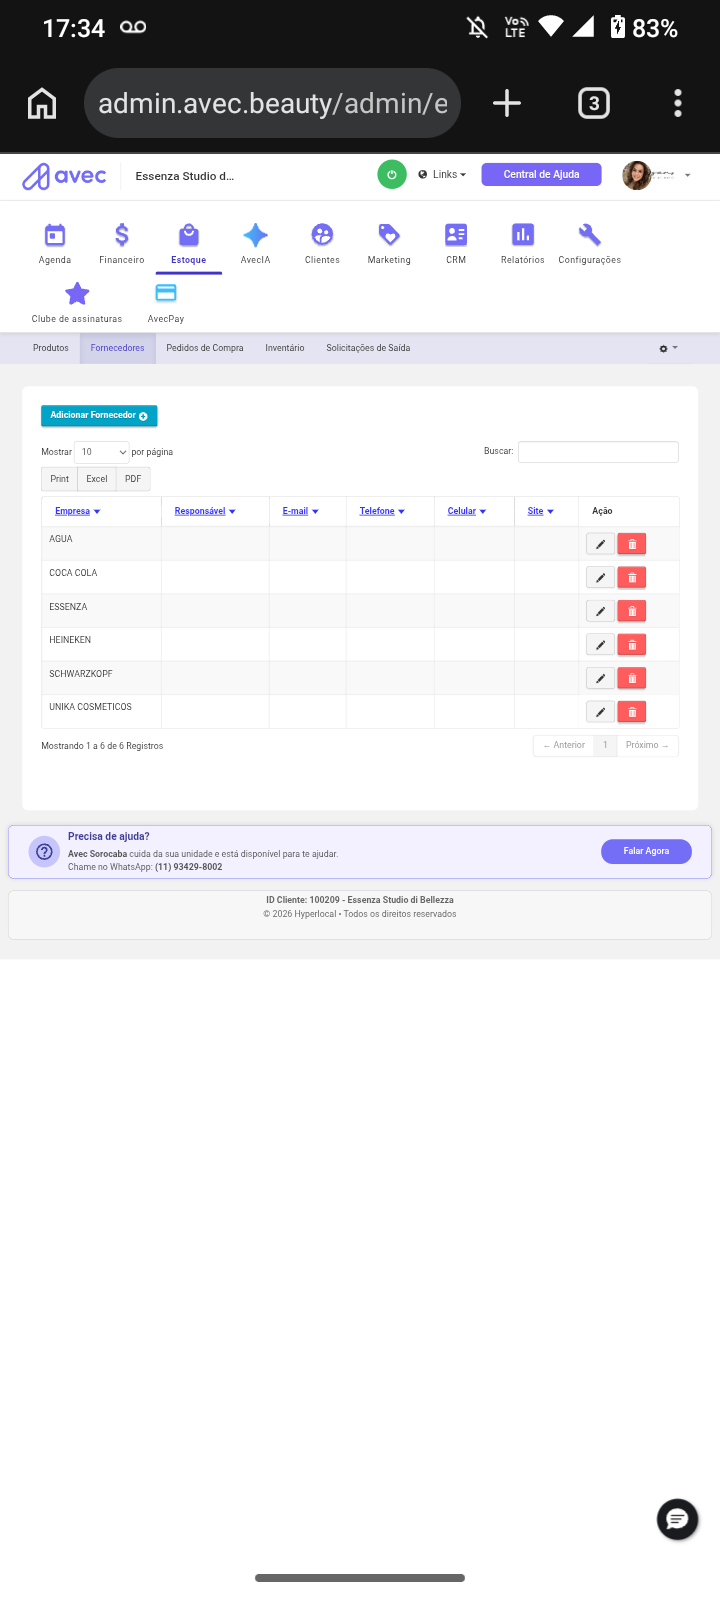 17:34 Vo LTE 83%
admin.avec.beauty/admin/e 3
avec Essenza Studio d... Links Central de Ajuda
Agenda Financeiro Estoque AvecIA Clientes Marketing CRM Relatórios Configurações
Clube de assinaturas AvecPay
Produtos Fornecedores Pedidos de Compra Inventário Solicitações de Saída
Adicionar Fornecedor
Mostrar 10 por página Buscar:
Print Excel PDF
Empresa Responsável E-mail Telefone Celular Site Ação
AGUA
COCA COLA
ESSENZA
HEINEKEN
SCHWARZKOPF
UNIKA COSMETICOS
Mostrando 1 a 6 de 6 Registros ← Anterior 1 Próximo →
Precisa de ajuda?
Avec Sorocaba cuida da sua unidade e está disponível para te ajudar.
Chame no WhatsApp: (11) 93429-8002
Falar Agora
ID Cliente: 100209 - Essenza Studio di Bellezza
© 2026 Hyperlocal • Todos os direitos reservados